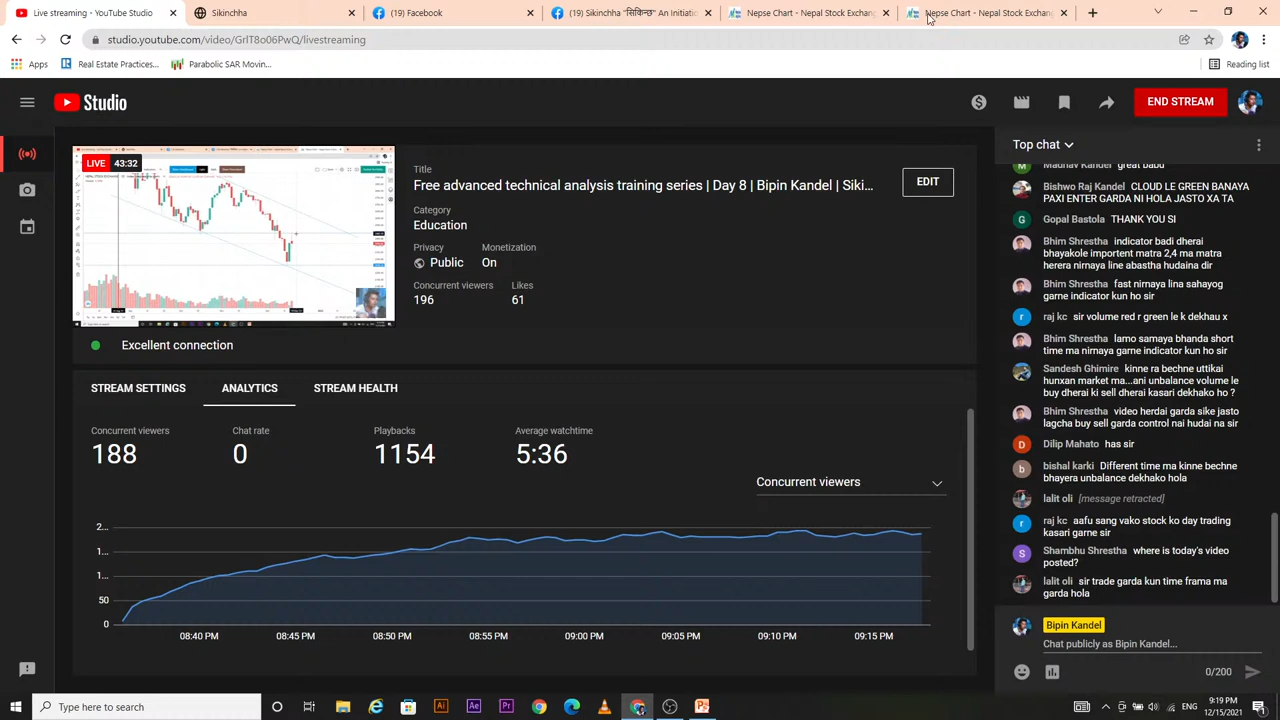 Live streaming - YouTube Studio
Sikincha
(19) Facebook
(19) Sikinchha "सिकिन्छ" An Initiatio
Nepse Chart - Nepal Stock Exchang
Nepse Chart - Nepal Stock Exchang
studio.youtube.com/video/GrlT8o06PwQ/livestreaming
Apps
Real Estate Practices...
Parabolic SAR Movin...
Reading list
Studio
END STREAM
LIVE 43:32
Title
Free advanced technical analysis training series | Day 8 | Bipin Kandel | Siki...
EDIT
Category
Education
Privacy
Monetization
Public
On
Concurrent viewers
Likes
196
61
Excellent connection
STREAM SETTINGS
ANALYTICS
STREAM HEALTH
Concurrent viewers
Chat rate
Playbacks
Average watchtime
188
0
1154
5:36
Concurrent viewers
2...
1...
1...
50
0
08:40 PM
08:45 PM
08:50 PM
08:55 PM
09:00 PM
09:05 PM
09:10 PM
09:15 PM
Top chat
great babu
Bishwo Raj Kandel CLOUD LE GREEN BANAYA
PAXI ENTER GARDA NI HOLA JASTO XA TA
Gopal Bastola THANK YOU SI
Bhim Shrestha indicator badi dherai
bhayera importent matra x ma matra
herera nirnaya line abastha kun kun
indicator lai herda faida dir
Bhim Shrestha fast nirnaya lina sahayog
garne indicator kun ho sir
raj kc sir volume red r green le k dekhau x
Bhim Shrestha lamo samaya bhanda short
time ma nirnaya garne indicator kun ho sir
Sandesh Ghimire kinne ra bechne uttikai
hunxan market ma...ani unbalance volume le
buy dherai ki sell dherai kasari dekhako ho ?
Bhim Shrestha video herdai garda sike jasto
lagcha buy sell garda control nai hudai na sir
Dilip Mahato has sir
bishal karki Different time ma kinne bechne
bhayera unbalance dekhako hola
lalit oli [message retracted]
raj kc aafu sang vako stock ko day trading
kasari garne sir
Shambhu Shrestha where is today's video
posted?
lalit oli sir trade garda kun time frama ma
garda hola
Bipin Kandel
Chat publicly as Bipin Kandel...
0/200
Type here to search
ENG
9:19 PM
12/15/2021